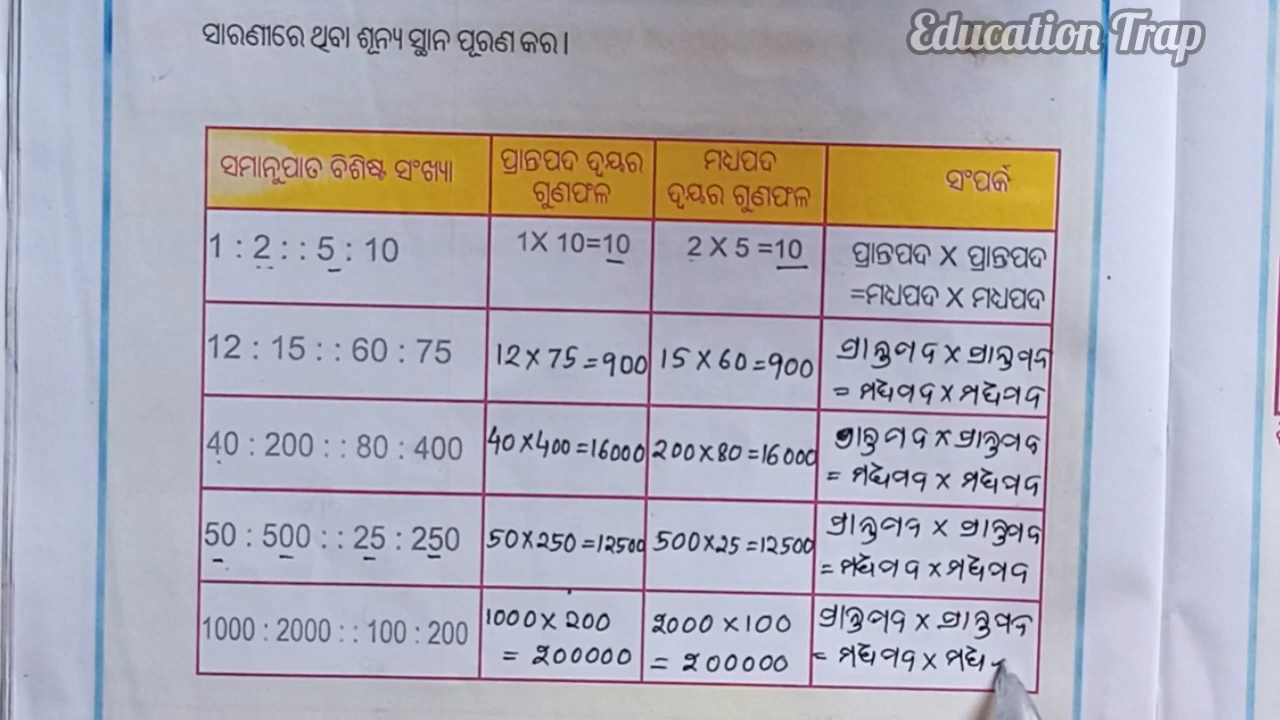 Education Trap
ସାରଣୀରେ ଥିବା ଶୂନ୍ୟ ସ୍ଥାନ ପୂରଣ କର।
ସମାନୁପାତ ବିଶିଷ୍ଟ ସଂଖ୍ୟା
ପ୍ରାନ୍ତପଦ ଦ୍ୱୟର
ଗୁଣଫଳ
ମଧ୍ୟପଦ
ଦ୍ୱୟର ଗୁଣଫଳ
ସଂପର୍କ
1 : 2 : : 5 : 10
1X 10=10
2 X 5 =10
ପ୍ରାନ୍ତପଦ X ପ୍ରାନ୍ତପଦ
=ମଧ୍ୟପଦ X ମଧ୍ୟପଦ
12 : 15 : : 60 : 75
12 × 75 = 900
15 × 60 = 900
ପ୍ରାନ୍ତପଦ × ପ୍ରାନ୍ତପଦ
= ମଧ୍ୟପଦ × ମଧ୍ୟପଦ
40 : 200 : : 80 : 400
40 × 400 = 16000
200 × 80 = 16000
ପ୍ରାନ୍ତପଦ × ପ୍ରାନ୍ତପଦ
= ମଧ୍ୟପଦ × ମଧ୍ୟପଦ
50 : 500 : : 25 : 250
50 × 250 = 12500
500 × 25 = 12500
ପ୍ରାନ୍ତପଦ × ପ୍ରାନ୍ତପଦ
= ମଧ୍ୟପଦ × ମଧ୍ୟପଦ
1000 : 2000 : : 100 : 200
1000 × 200
= 200000
2000 × 100
= 200000
ପ୍ରାନ୍ତପଦ × ପ୍ରାନ୍ତପଦ
= ମଧ୍ୟପଦ × ମଧ୍ୟ